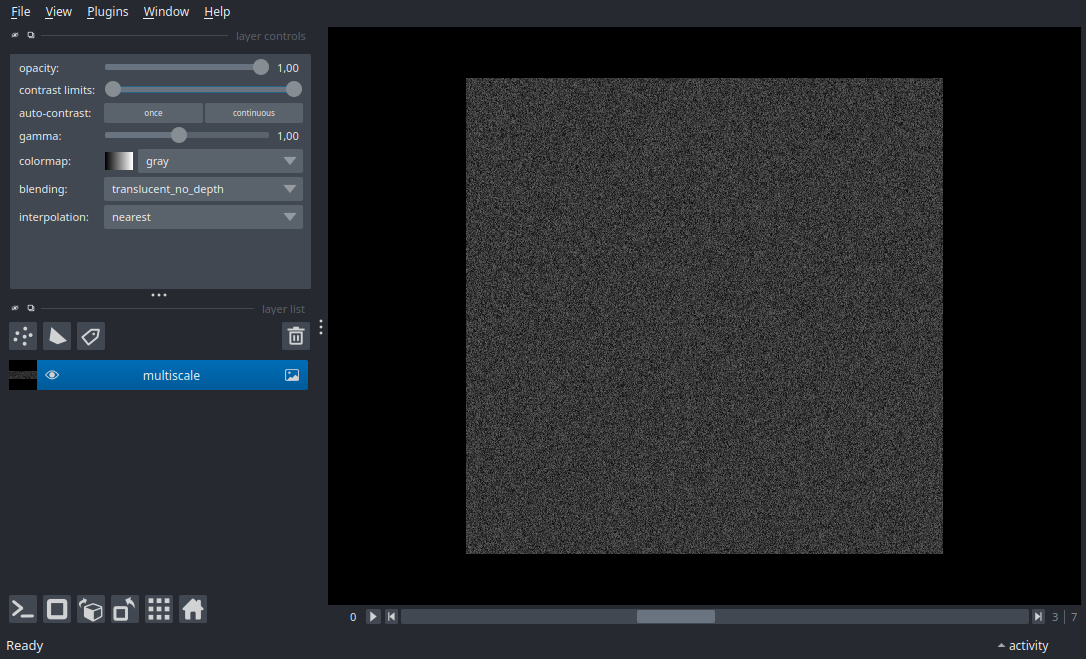 File View Plugins Window Help
layer controls
opacity: 1,00
contrast limits:
auto-contrast: once continuous
gamma: 1,00
colormap: gray
blending: translucent_no_depth
interpolation: nearest
layer list
multiscale
0 3 | 7
Ready activity